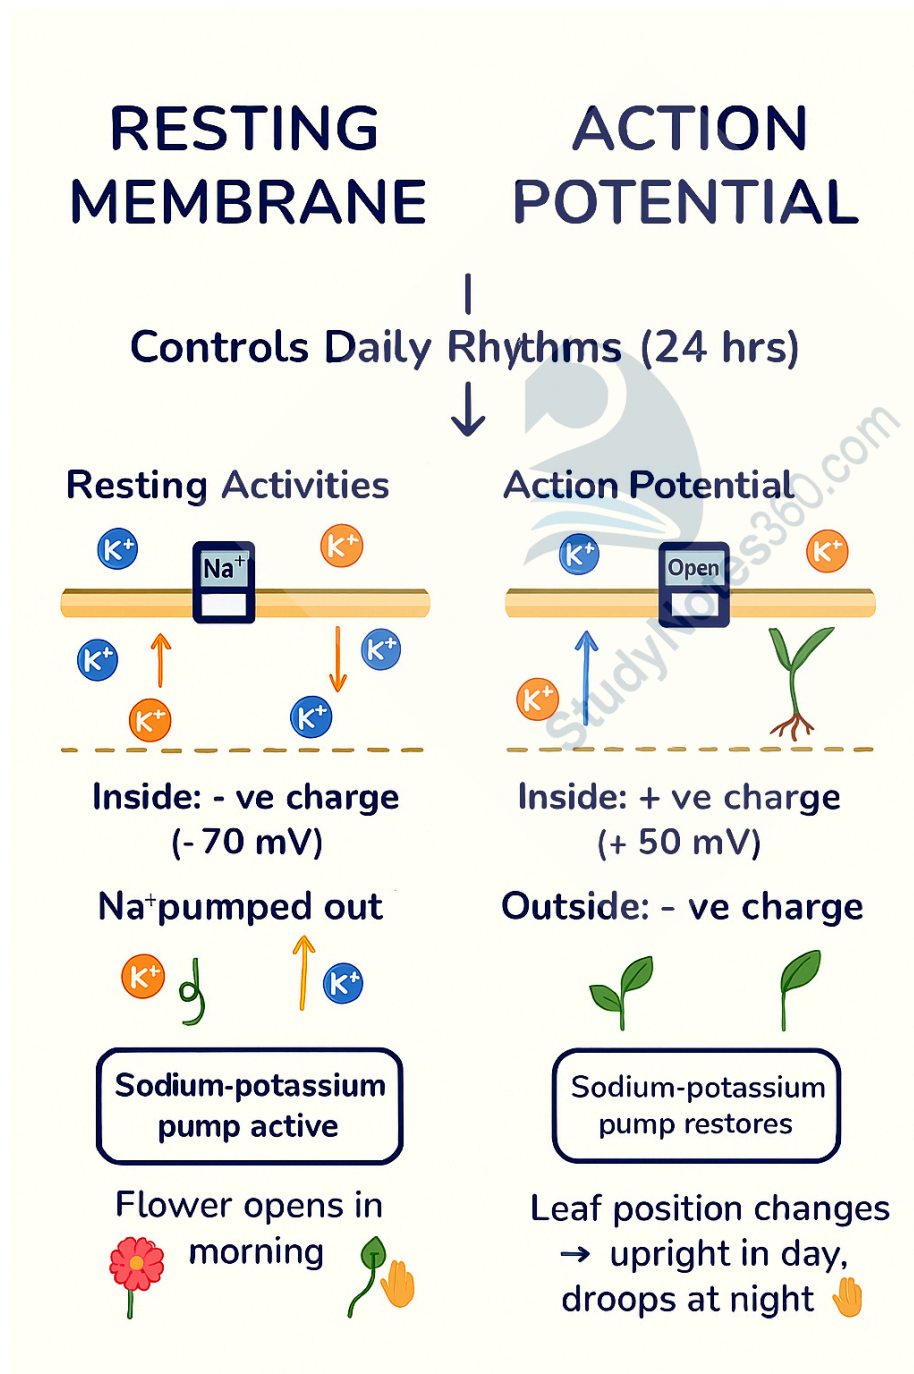 RESTING
MEMBRANE
ACTION
POTENTIAL
Controls Daily Rhythms (24 hrs)
Resting Activities
K+
Na+
K+
K+
K+
K+
K+
Inside: - ve charge
(- 70 mV)
Na+pumped out
K+
K+
Sodium-potassium
pump active
Flower opens in
morning
Action Potential
K+
Open
K+
K+
Inside: + ve charge
(+ 50 mV)
Outside: - ve charge
Sodium-potassium
pump restores
Leaf position changes
→ upright in day,
droops at night
StudyNotes360.com